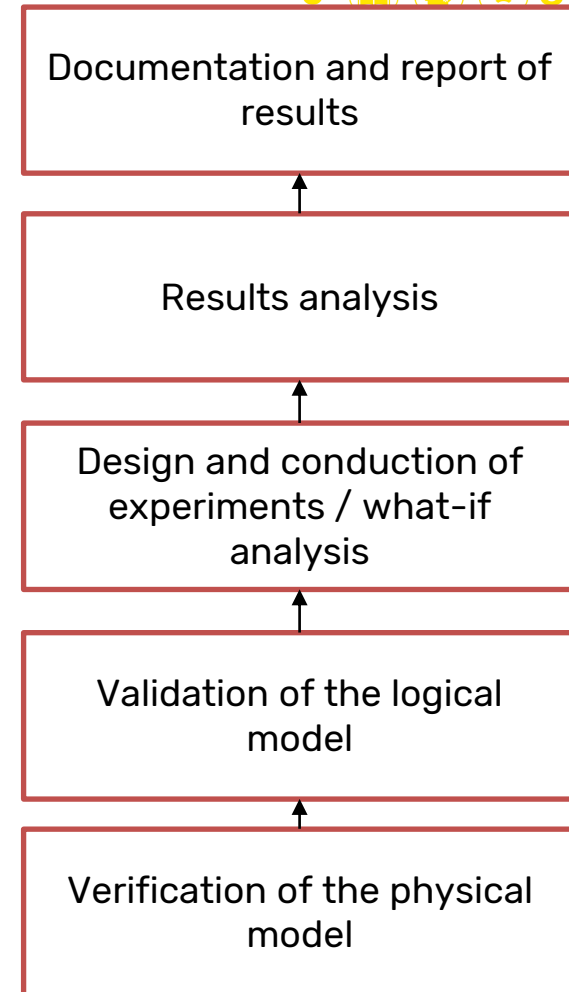 Documentation and report of
results
Results analysis
Design and conduction of
experiments / what-if
analysis
Validation of the logical
model
Verification of the physical
model